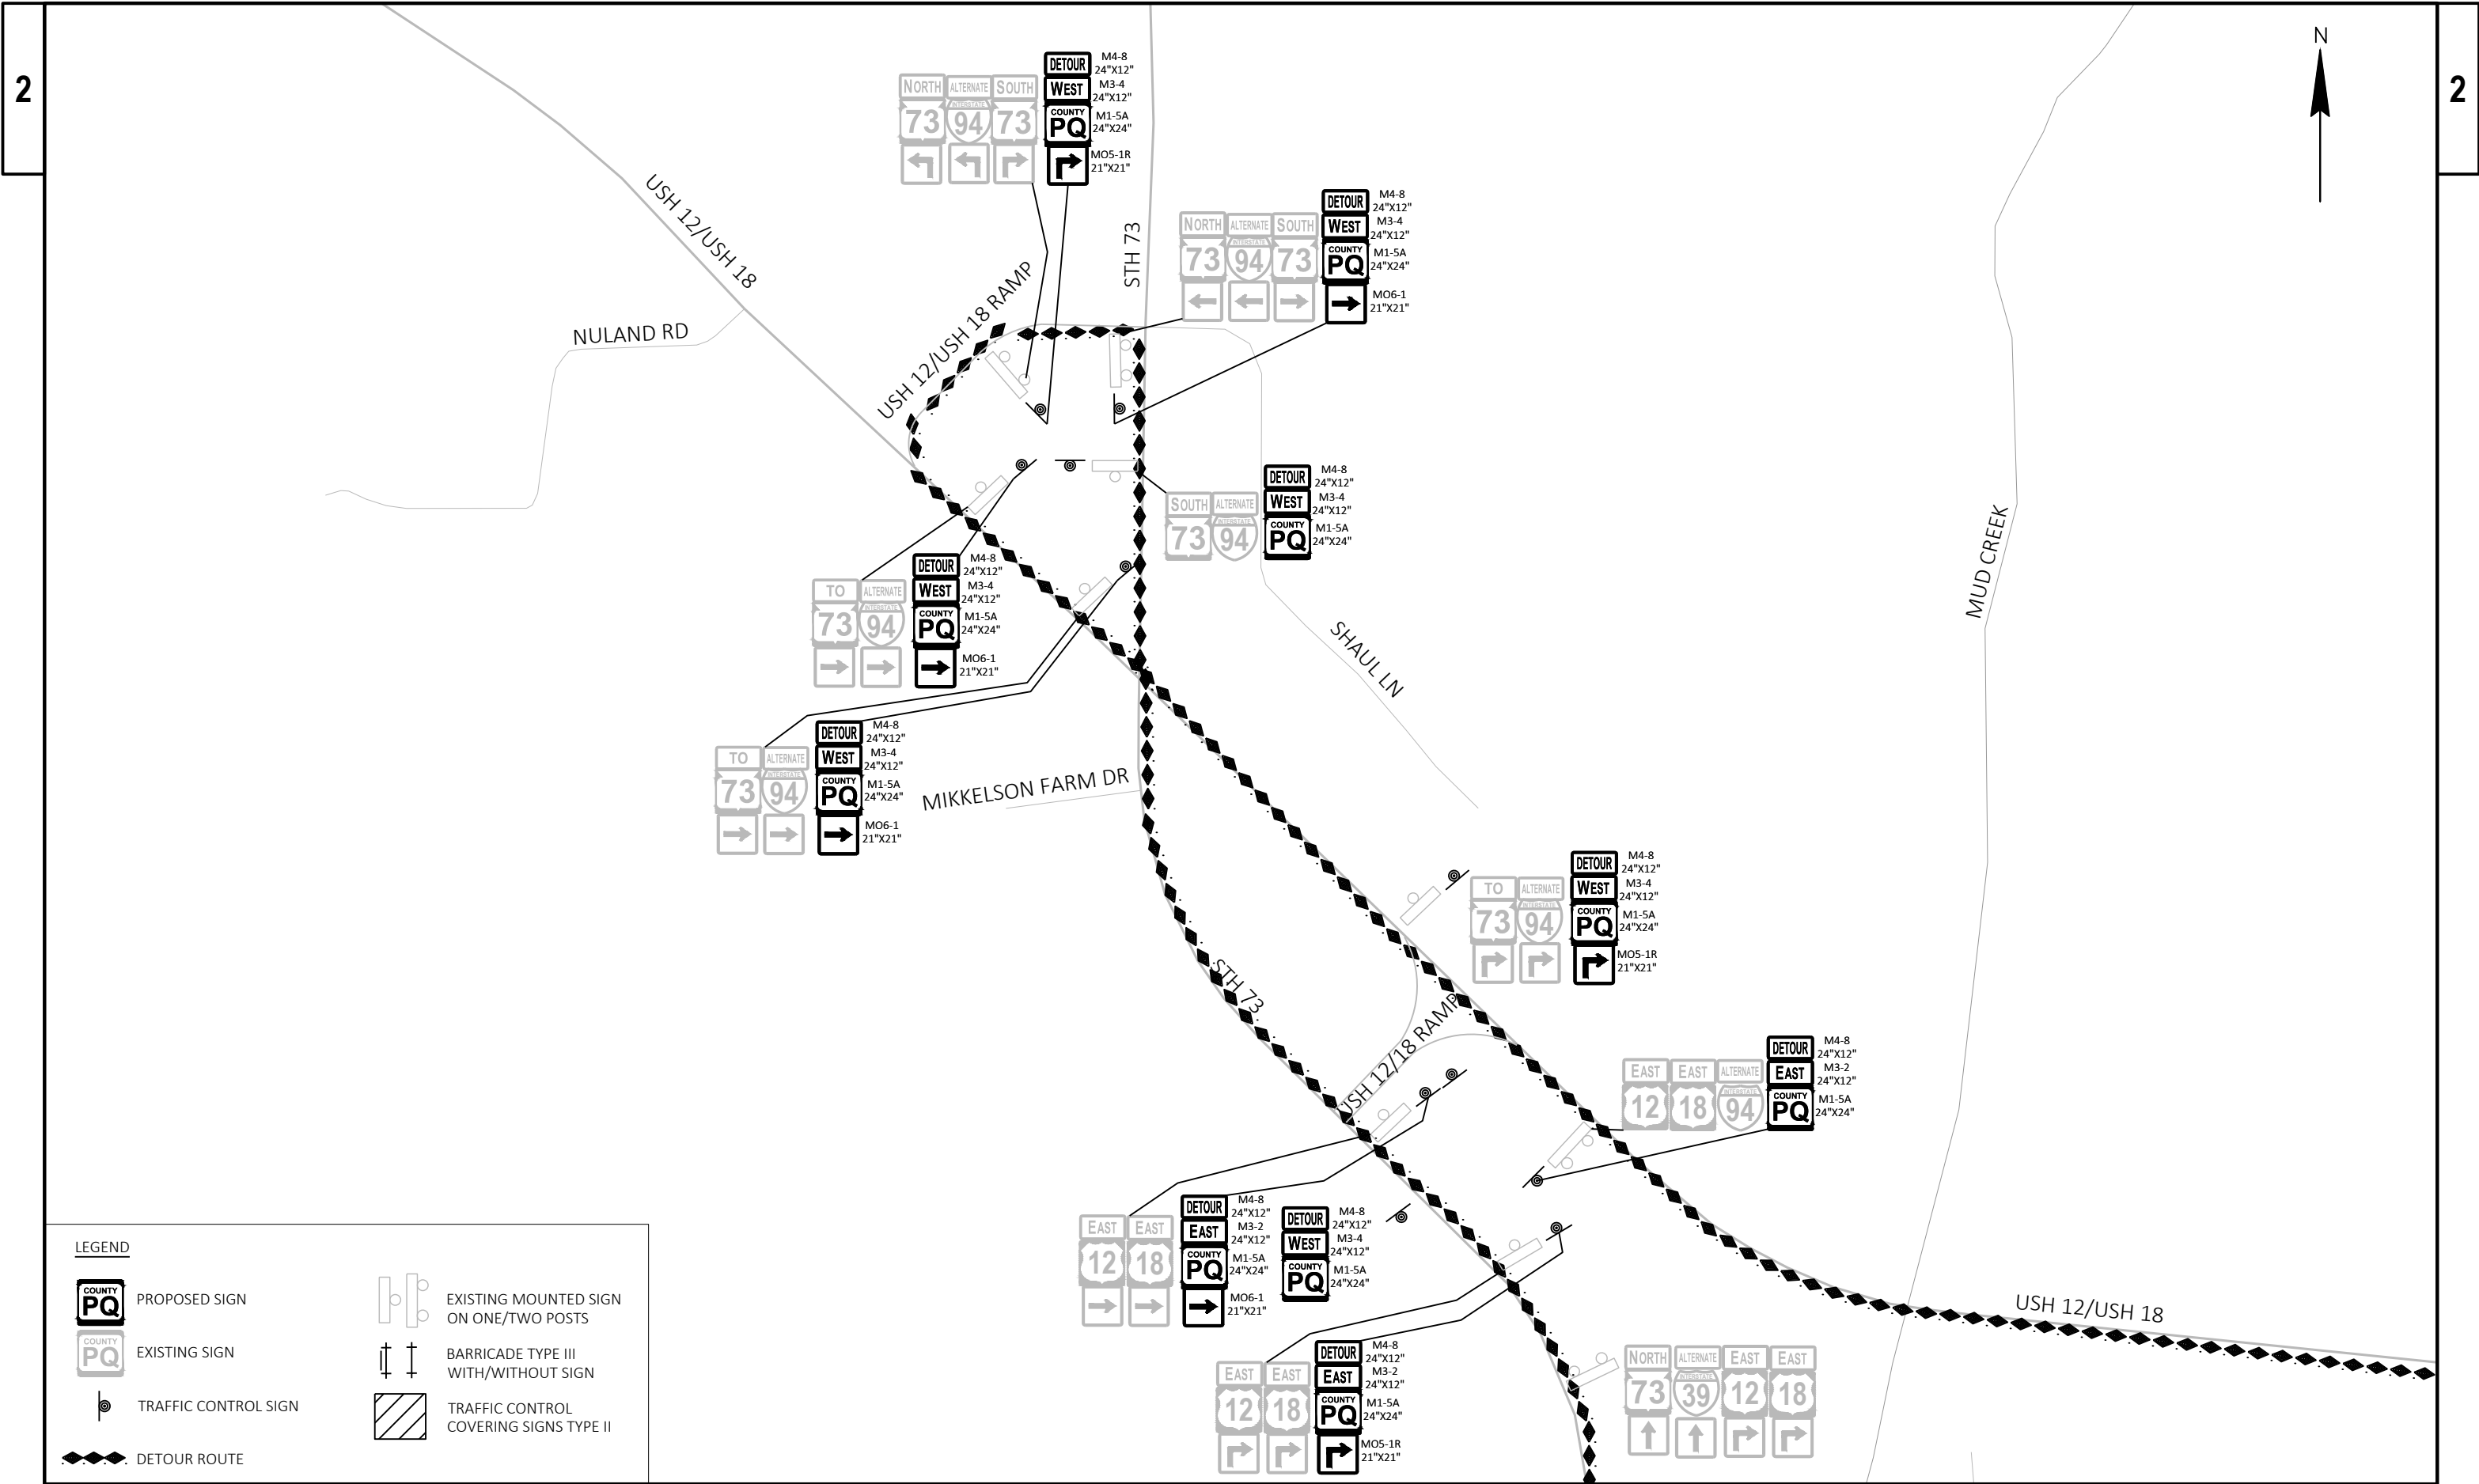 2
2
N
NORTH ALTERNATE SOUTH
73 INTERSTATE 94 73
DETOUR M4-8
24"X12"
WEST M3-4
24"X12"
COUNTY
PQ M1-5A
24"X24"
MO5-1R
21"X21"
NORTH ALTERNATE SOUTH
73 INTERSTATE 94 73
DETOUR M4-8
24"X12"
WEST M3-4
24"X12"
COUNTY
PQ M1-5A
24"X24"
MO6-1
21"X21"
USH 12/USH 18
STH 73
USH 12/USH 18 RAMP
NULAND RD
SOUTH ALTERNATE
73 INTERSTATE 94
DETOUR M4-8
24"X12"
WEST M3-4
24"X12"
COUNTY
PQ M1-5A
24"X24"
MUD CREEK
TO ALTERNATE
73 INTERSTATE 94
DETOUR M4-8
24"X12"
WEST M3-4
24"X12"
COUNTY
PQ M1-5A
24"X24"
MO6-1
21"X21"
SHAUL LN
TO ALTERNATE
73 INTERSTATE 94
DETOUR M4-8
24"X12"
WEST M3-4
24"X12"
COUNTY
PQ M1-5A
24"X24"
MO6-1
21"X21"
MIKKELSON FARM DR
TO ALTERNATE
73 INTERSTATE 94
DETOUR M4-8
24"X12"
WEST M3-4
24"X12"
COUNTY
PQ M1-5A
24"X24"
MO5-1R
21"X21"
STH 73
USH 12/18 RAMP
EAST EAST ALTERNATE
12 18 INTERSTATE 94
DETOUR M4-8
24"X12"
EAST M3-2
24"X12"
COUNTY
PQ M1-5A
24"X24"
EAST EAST
12 18
DETOUR M4-8
24"X12"
EAST M3-2
24"X12"
COUNTY
PQ M1-5A
24"X24"
MO6-1
21"X21"
DETOUR M4-8
24"X12"
WEST M3-4
24"X12"
COUNTY
PQ M1-5A
24"X24"
USH 12/USH 18
EAST EAST
12 18
DETOUR M4-8
24"X12"
EAST M3-2
24"X12"
COUNTY
PQ M1-5A
24"X24"
MO5-1R
21"X21"
NORTH ALTERNATE EAST EAST
73 INTERSTATE 39 12 18
LEGEND
COUNTY
PQ PROPOSED SIGN
COUNTY
PQ EXISTING SIGN
TRAFFIC CONTROL SIGN
DETOUR ROUTE
EXISTING MOUNTED SIGN
ON ONE/TWO POSTS
BARRICADE TYPE III
WITH/WITHOUT SIGN
TRAFFIC CONTROL
COVERING SIGNS TYPE II